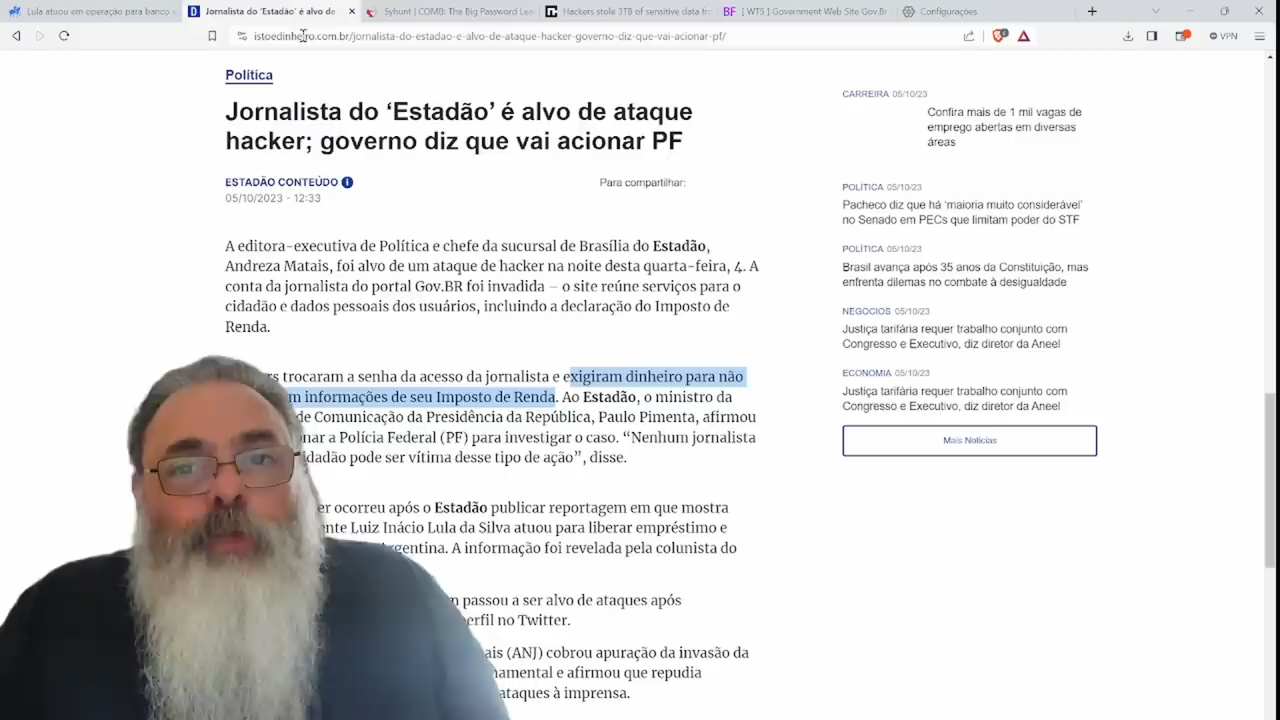 Lula atuou em operação para banco e
Jornalista do 'Estadão' é alvo de
Syhunt | COMB: The Big Password Lea
Hackers stole 3TB of sensitive data fro
[ WTS ] Government Web Site Gov.Br
Configurações
istoedinheiro.com.br/jornalista-do-estadao-e-alvo-de-ataque-hacker-governo-diz-que-vai-acionar-pf/
VPN
Política
Jornalista do ‘Estadão’ é alvo de ataque
hacker; governo diz que vai acionar PF
ESTADÃO CONTEÚDO
Para compartilhar:
05/10/2023 - 12:33
A editora-executiva de Política e chefe da sucursal de Brasília do Estadão,
Andreza Matais, foi alvo de um ataque de hacker na noite desta quarta-feira, 4. A
conta da jornalista do portal Gov.BR foi invadida – o site reúne serviços para o
cidadão e dados pessoais dos usuários, incluindo a declaração do Imposto de
Renda.
rs trocaram a senha da acesso da jornalista e exigiram dinheiro para não
m informações de seu Imposto de Renda. Ao Estadão, o ministro da
de Comunicação da Presidência da República, Paulo Pimenta, afirmou
nar a Polícia Federal (PF) para investigar o caso. “Nenhum jornalista
idadão pode ser vítima desse tipo de ação”, disse.
er ocorreu após o Estadão publicar reportagem em que mostra
nte Luiz Inácio Lula da Silva atuou para liberar empréstimo e
Argentina. A informação foi revelada pela colunista do
n passou a ser alvo de ataques após
erfil no Twitter.
ais (ANJ) cobrou apuração da invasão da
namental e afirmou que repudia
ataques à imprensa.
CARREIRA 05/10/23
Confira mais de 1 mil vagas de
emprego abertas em diversas
áreas
POLÍTICA 05/10/23
Pacheco diz que há ‘maioria muito considerável’
no Senado em PECs que limitam poder do STF
POLÍTICA 05/10/23
Brasil avança após 35 anos da Constituição, mas
enfrenta dilemas no combate à desigualdade
NEGÓCIOS 05/10/23
Justiça tarifária requer trabalho conjunto com
Congresso e Executivo, diz diretor da Aneel
ECONOMIA 05/10/23
Justiça tarifária requer trabalho conjunto com
Congresso e Executivo, diz diretor da Aneel
Mais Notícias